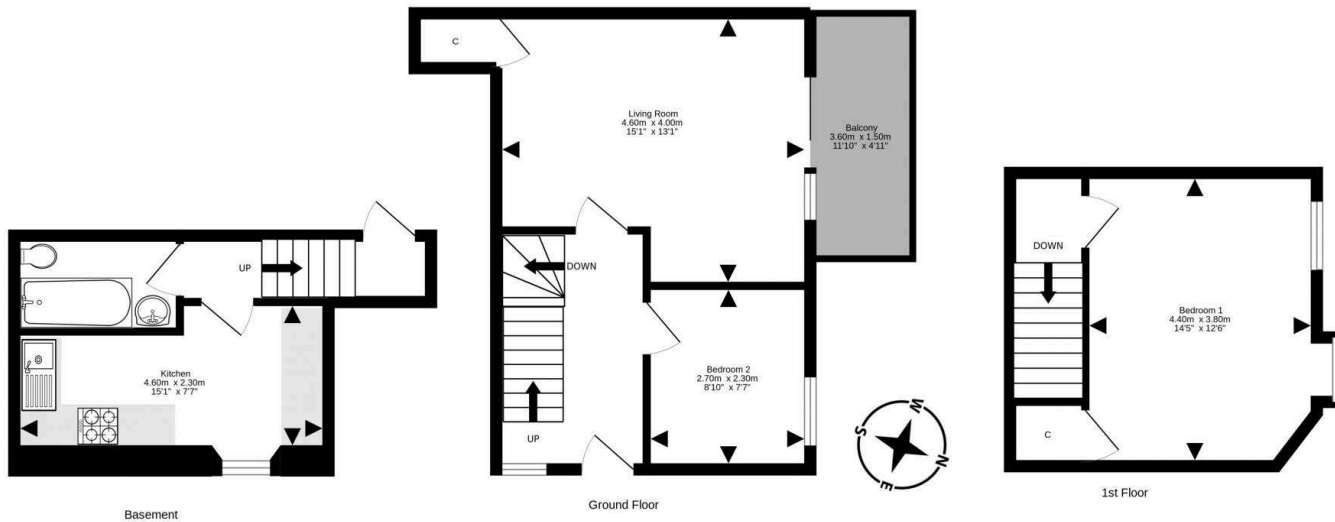 UP
Kitchen
4.60m x 2.30m
15'1" x 7'7"
Basement
C
Living Room
4.60m x 4.00m
15'1" x 13'1"
Balcony
3.60m x 1.50m
11'10" x 4'11"
DOWN
Bedroom 2
2.70m x 2.30m
8'10" x 7'7"
UP
Ground Floor
W
S
N
E
DOWN
Bedroom 1
4.40m x 3.80m
14'5" x 12'6"
C
1st Floor